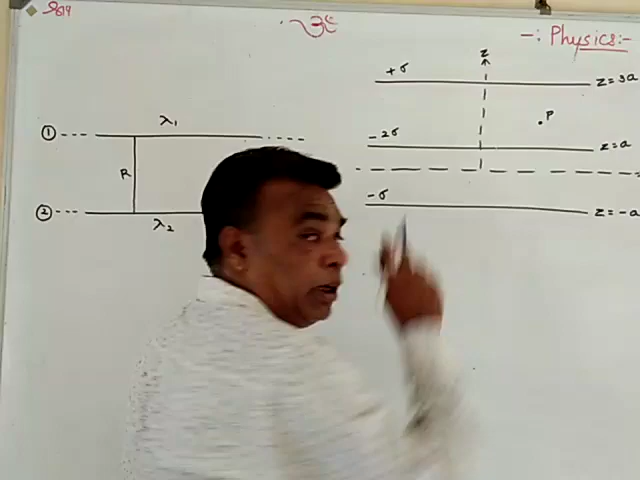 -: Physics:-
z
+σ
z=3a
P
-2σ
z=a
-σ
z=-a
① λ₁
R
② λ₂